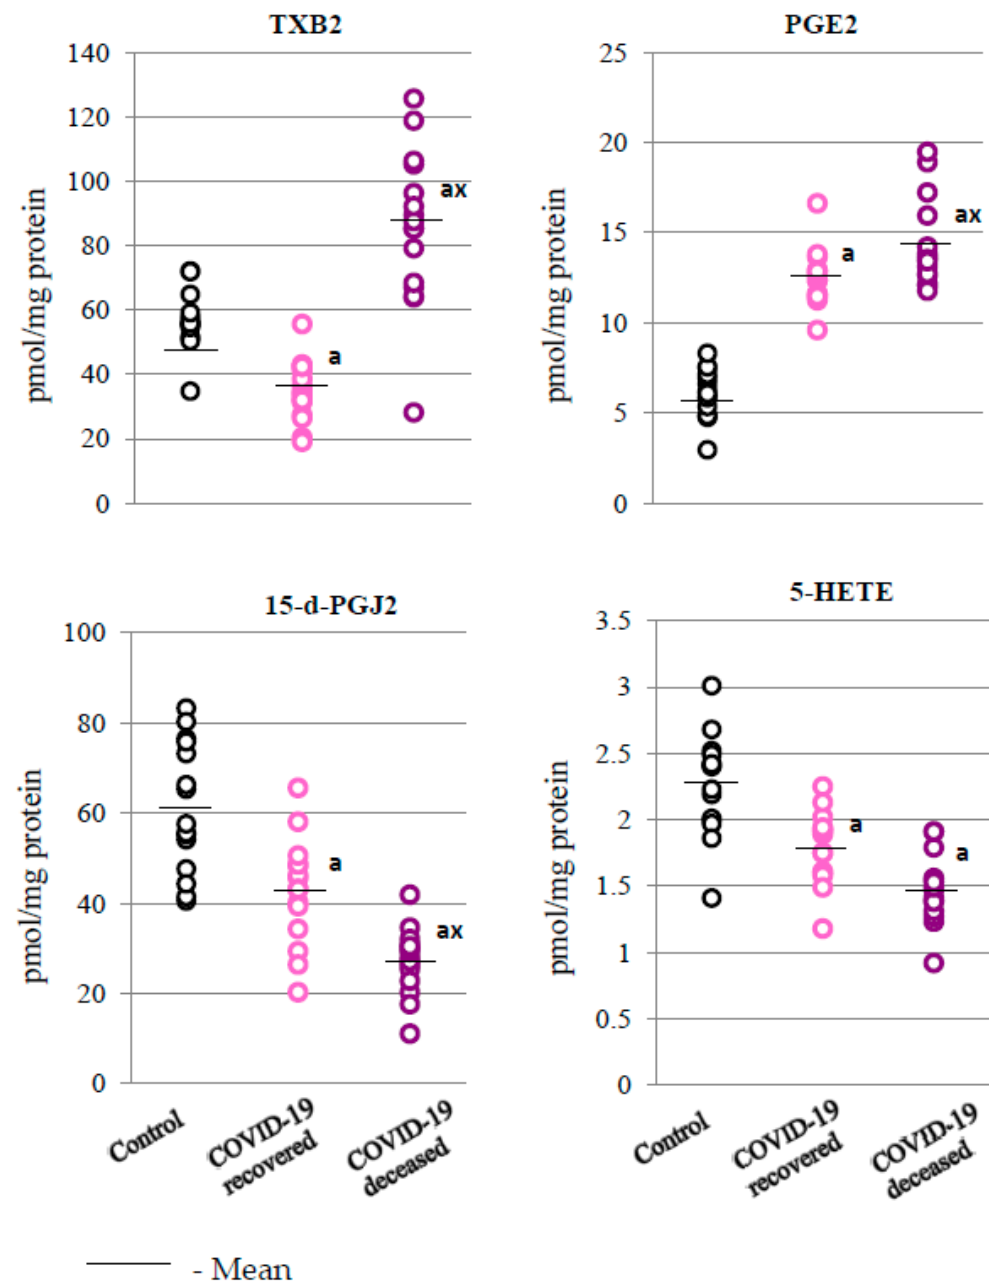 TXB2
pmol/mg protein
140
120
100
80
60
40
20
0
a
ax
PGE2
pmol/mg protein
25
20
15
10
5
0
a
ax
15-d-PGJ2
pmol/mg protein
100
80
60
40
20
0
a
ax
Control
COVID-19
recovered
COVID-19
deceased
5-HETE
pmol/mg protein
3.5
3
2.5
2
1.5
1
0.5
0
a
a
Control
COVID-19
recovered
COVID-19
deceased
- Mean